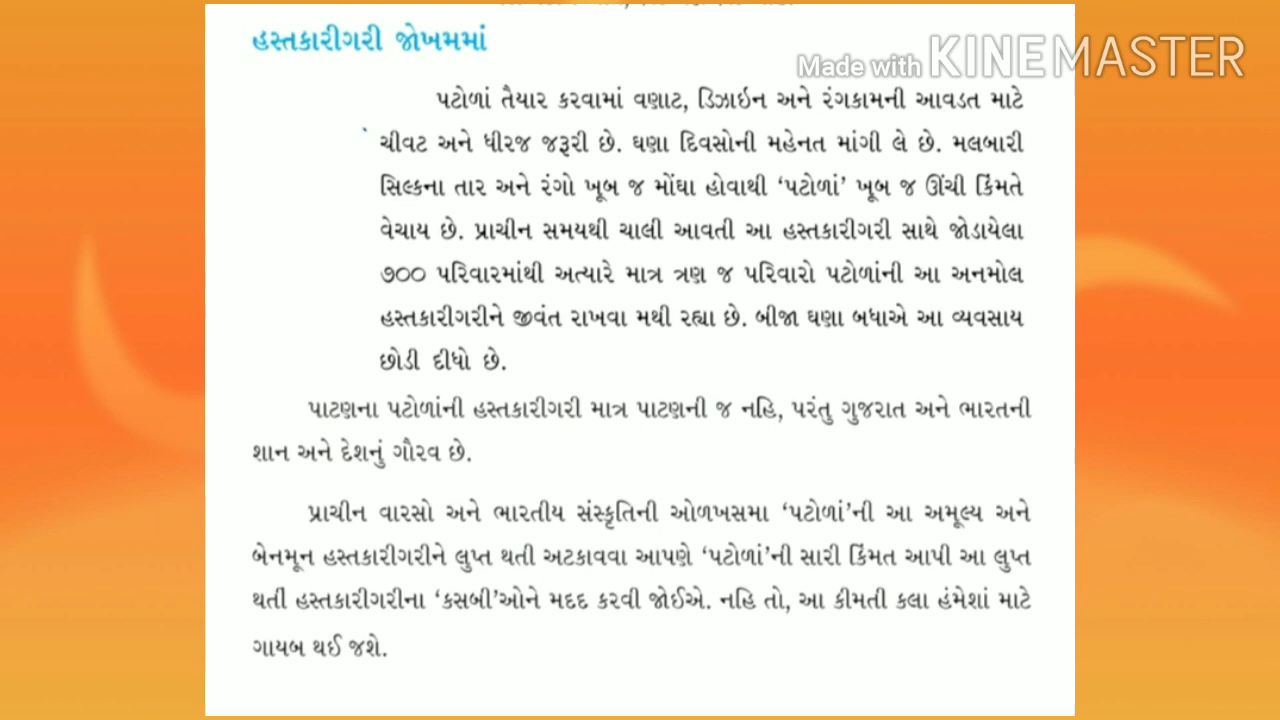 હસ્તકારીગરી જોખમમાં
Made with KINEMASTER
પટોળાં તૈયાર કરવામાં વણાટ, ડિઝાઇન અને રંગકામની આવડત માટે
ચીવટ અને ધીરજ જરૂરી છે. ઘણા દિવસોની મહેનત માંગી લે છે. મલબારી
સિલ્કના તાર અને રંગો ખૂબ જ મોંઘા હોવાથી ‘પટોળાં’ ખૂબ જ ઊંચી કિંમતે
વેચાય છે. પ્રાચીન સમયથી ચાલી આવતી આ હસ્તકારીગરી સાથે જોડાયેલા
૭૦૦ પરિવારમાંથી અત્યારે માત્ર ત્રણ જ પરિવારો પટોળાંની આ અનમોલ
હસ્તકારીગરીને જીવંત રાખવા મથી રહ્યા છે. બીજા ઘણા બધાએ આ વ્યવસાય
છોડી દીધો છે.
પાટણના પટોળાંની હસ્તકારીગરી માત્ર પાટણની જ નહિ, પરંતુ ગુજરાત અને ભારતની
શાન અને દેશનું ગૌરવ છે.
પ્રાચીન વારસો અને ભારતીય સંસ્કૃતિની ઓળખસમા ‘પટોળાં’ની આ અમૂલ્ય અને
બેનમૂન હસ્તકારીગરીને લુપ્ત થતી અટકાવવા આપણે ‘પટોળાં’ની સારી કિંમત આપી આ લુપ્ત
થતી હસ્તકારીગરીના ‘કસબી’ઓને મદદ કરવી જોઈએ. નહિ તો, આ કીમતી કલા હંમેશાં માટે
ગાયબ થઈ જશે.